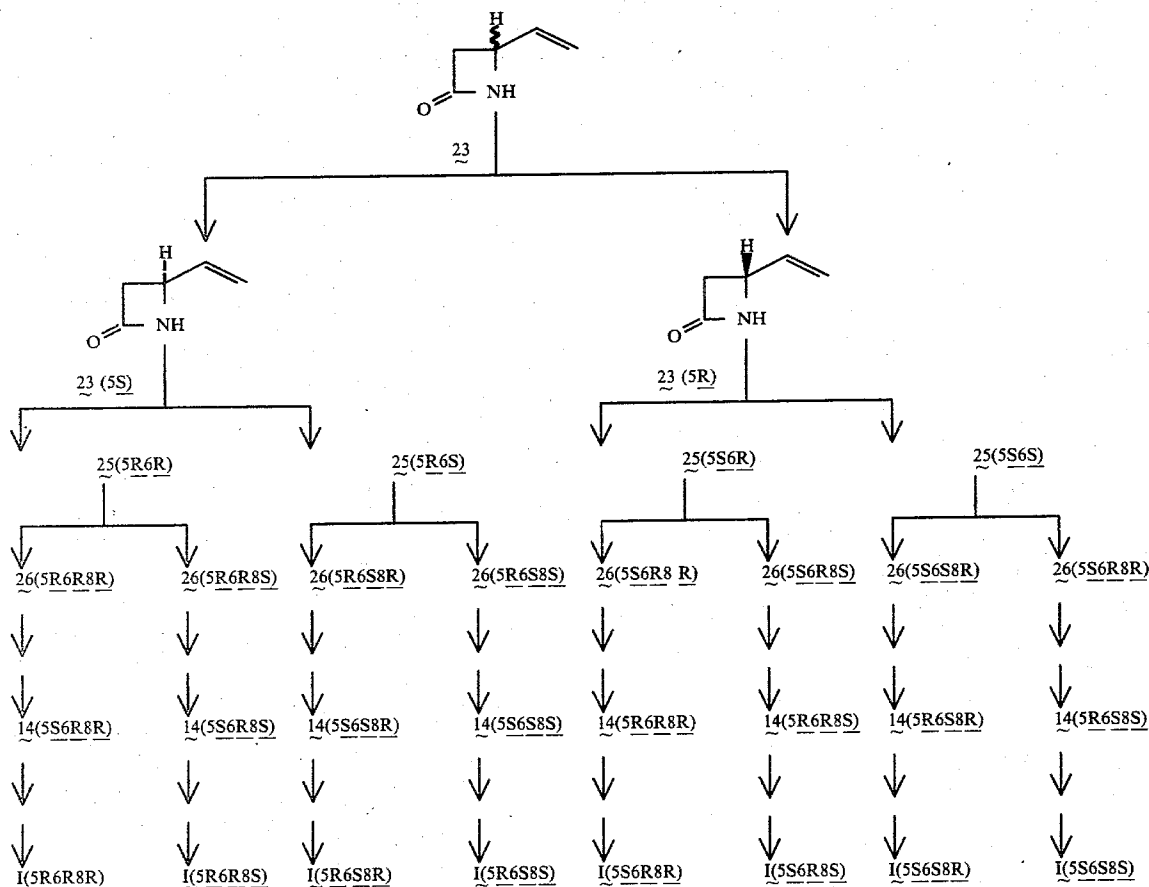 H
NH
O
23
H
NH
O
23 (5S)
H
NH
O
23 (5R)
25(5R6R) 25(5R6S) 25(5S6R) 25(5S6S)
26(5R6R8R) 26(5R6R8S) 26(5R6S8R) 26(5R6S8S) 26(5S6R8 R) 26(5S6R8S) 26(5S6S8R) 26(5S6R8R)
14(5S6R8R) 14(5S6R8S) 14(5S6S8R) 14(5S6S8S) 14(5R6R8R) 14(5R6R8S) 14(5R6S8R) 14(5R6S8S)
I(5R6R8R) I(5R6R8S) I(5R6S8R) I(5R6S8S) I(5S6R8R) I(5S6R8S) I(5S6S8R) I(5S6S8S)